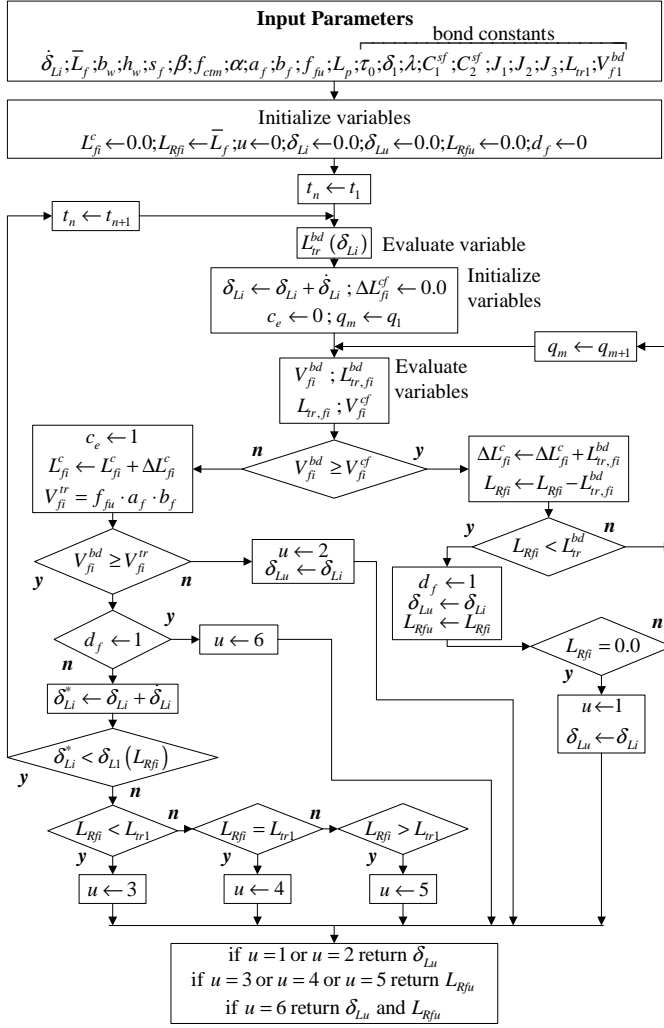 Input Parameters
bond constants
δ̇_Li; L̄_f; b_w; h_w; s_f; β; f_ctm; α; a_f; b_f; f_fu; L_p; τ_0; δ_1; λ; C_1^sf; C_2^sf; J_1; J_2; J_3; L_tr1; V_f1^bd
Initialize variables
L_fi^c ←0.0; L_Rfi ← L̄_f; u←0; δ_Li ←0.0; δ_Lu ←0.0; L_Rfu ←0.0; d_f ←0
t_n ← t_1
t_n ← t_n+1
L_tr^bd (δ_Li)
Evaluate variable
δ_Li ← δ_Li + δ̇_Li ; ΔL_fi^cf ← 0.0
c_e ← 0 ; q_m ← q_1
Initialize
variables
q_m ← q_m+1
V_fi^bd ; L_tr,fi^bd
L_tr,fi ; V_fi^cf
Evaluate
variables
V_fi^bd ≥ V_fi^cf
n
y
c_e ← 1
L_fi^c ← L_fi^c + ΔL_fi^c
V_fi^tr = f_fu · a_f · b_f
ΔL_fi^c ← ΔL_fi^c + L_tr,fi^bd
L_Rfi ← L_Rfi − L_tr,fi^bd
V_fi^bd ≥ V_fi^tr
y
n
u ← 2
δ_Lu ← δ_Li
L_Rfi < L_tr^bd
y
n
d_f ← 1
δ_Lu ← δ_Li
L_Rfu ← L_Rfi
d_f ← 1
y
n
u ← 6
L_Rfi = 0.0
n
y
δ_Li^* ← δ_Li + δ̇_Li
u ←1
δ_Lu ← δ_Li
δ_Li^* < δ_L1 (L_Rfi)
y
n
L_Rfi < L_tr1
n
y
L_Rfi = L_tr1
n
y
L_Rfi > L_tr1
y
u ← 3
u ← 4
u ← 5
if u = 1 or u = 2 return δ_Lu
if u = 3 or u = 4 or u = 5 return L_Rfu
if u = 6 return δ_Lu and L_Rfu